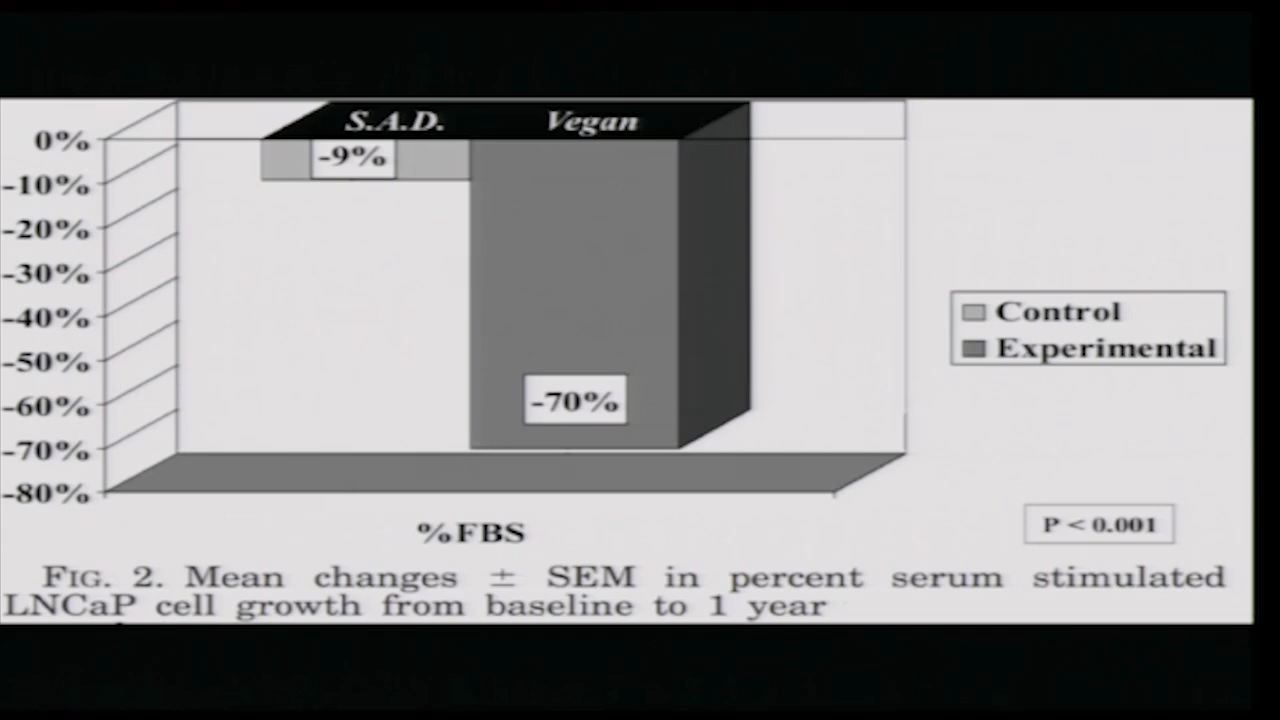 S.A.D. Vegan
0%
-9%
-10%
-20%
-30%
-40%
-50%
-60%
-70%
-80%
-70%
Control
Experimental
%FBS
P < 0.001
FIG. 2. Mean changes ± SEM in percent serum stimulated
LNCaP cell growth from baseline to 1 year